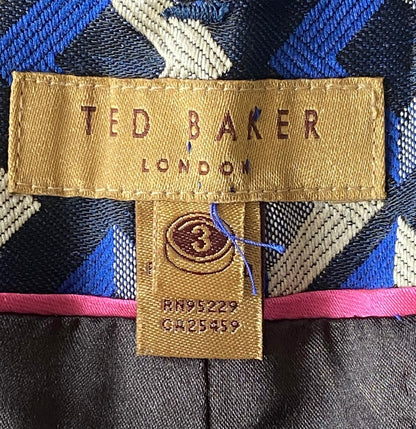 TED BAKER
LONDON
3
RN95229
CA25459